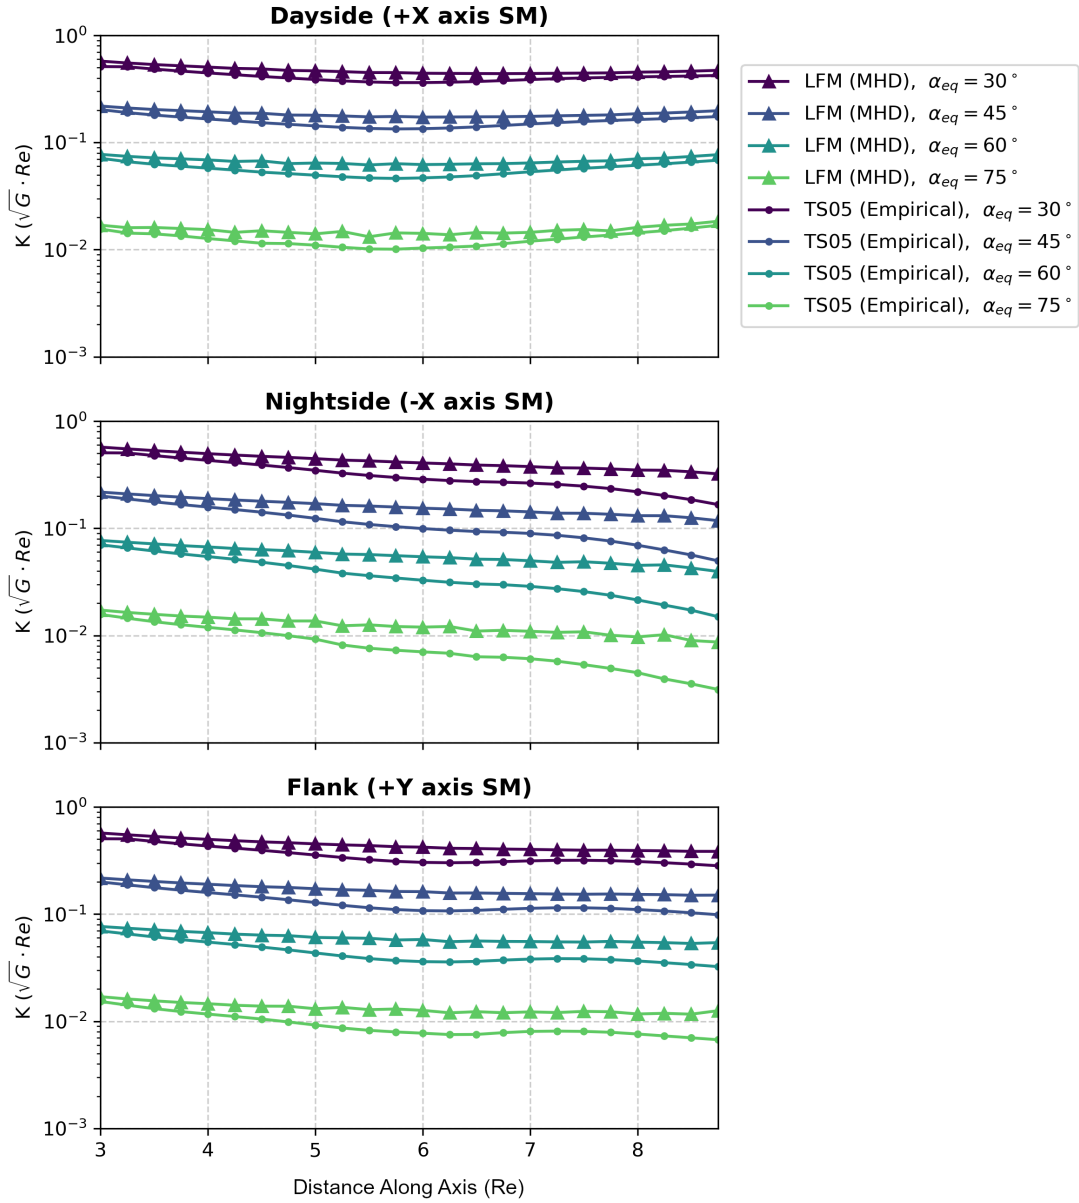 Dayside (+X axis SM)
10⁰
10⁻¹
10⁻²
10⁻³
K (√G · Re)
LFM (MHD), α_eq = 30°
LFM (MHD), α_eq = 45°
LFM (MHD), α_eq = 60°
LFM (MHD), α_eq = 75°
TS05 (Empirical), α_eq = 30°
TS05 (Empirical), α_eq = 45°
TS05 (Empirical), α_eq = 60°
TS05 (Empirical), α_eq = 75°
Nightside (-X axis SM)
10⁰
10⁻¹
10⁻²
10⁻³
K (√G · Re)
Flank (+Y axis SM)
10⁰
10⁻¹
10⁻²
10⁻³
K (√G · Re)
3 4 5 6 7 8
Distance Along Axis (Re)